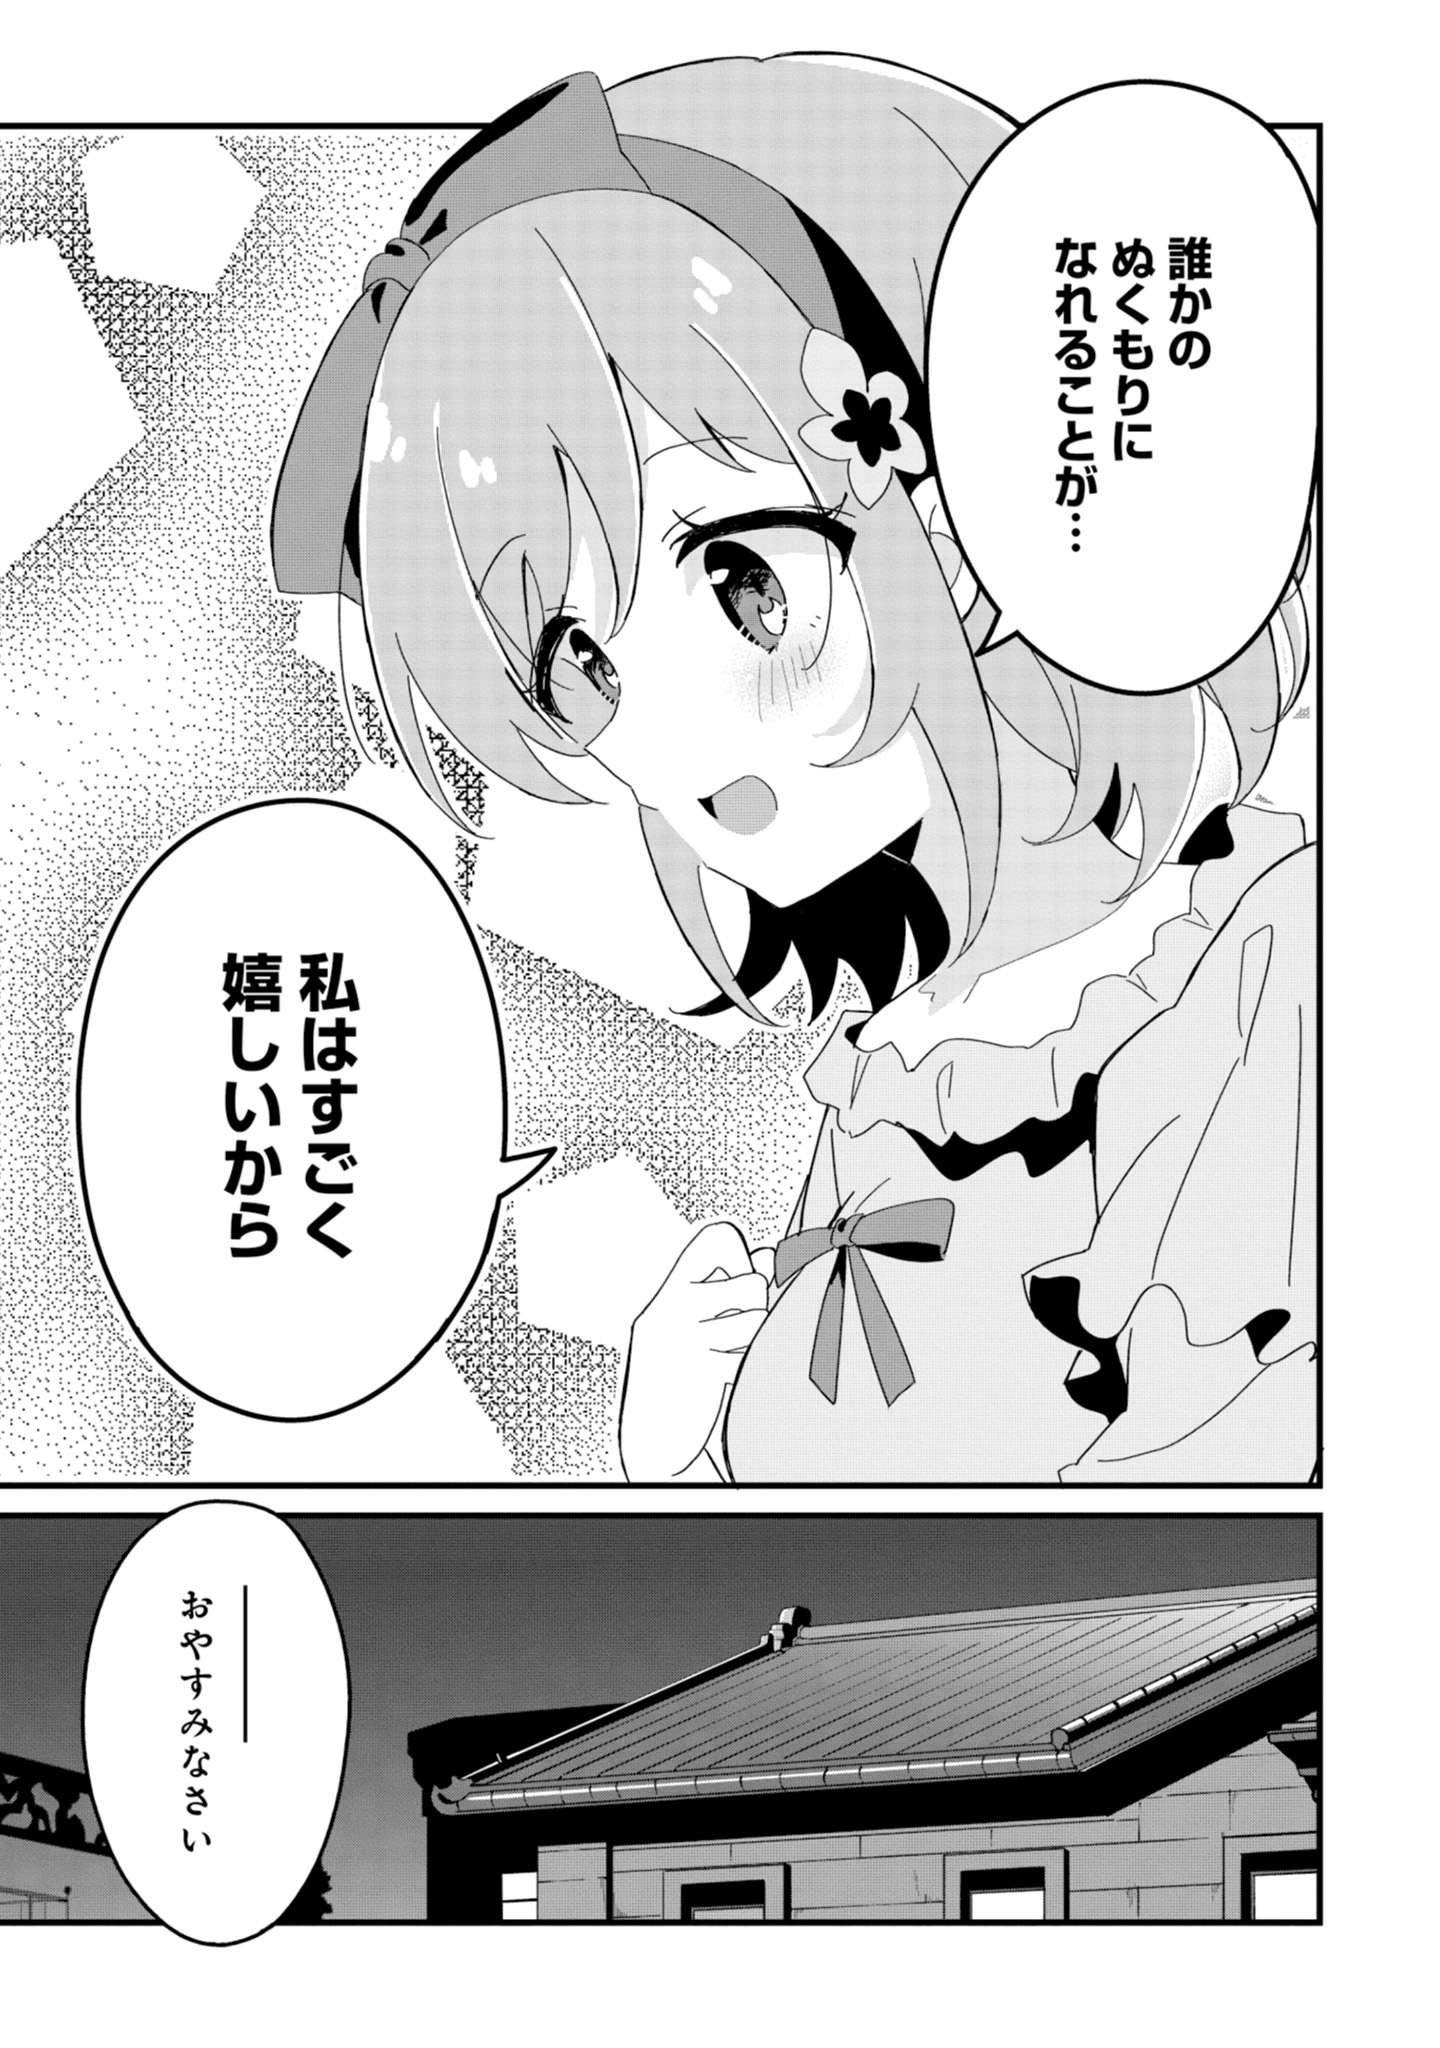 誰かの
ぬくもりに
なれることが…
私はすごく
嬉しいから
――
おやすみなさい